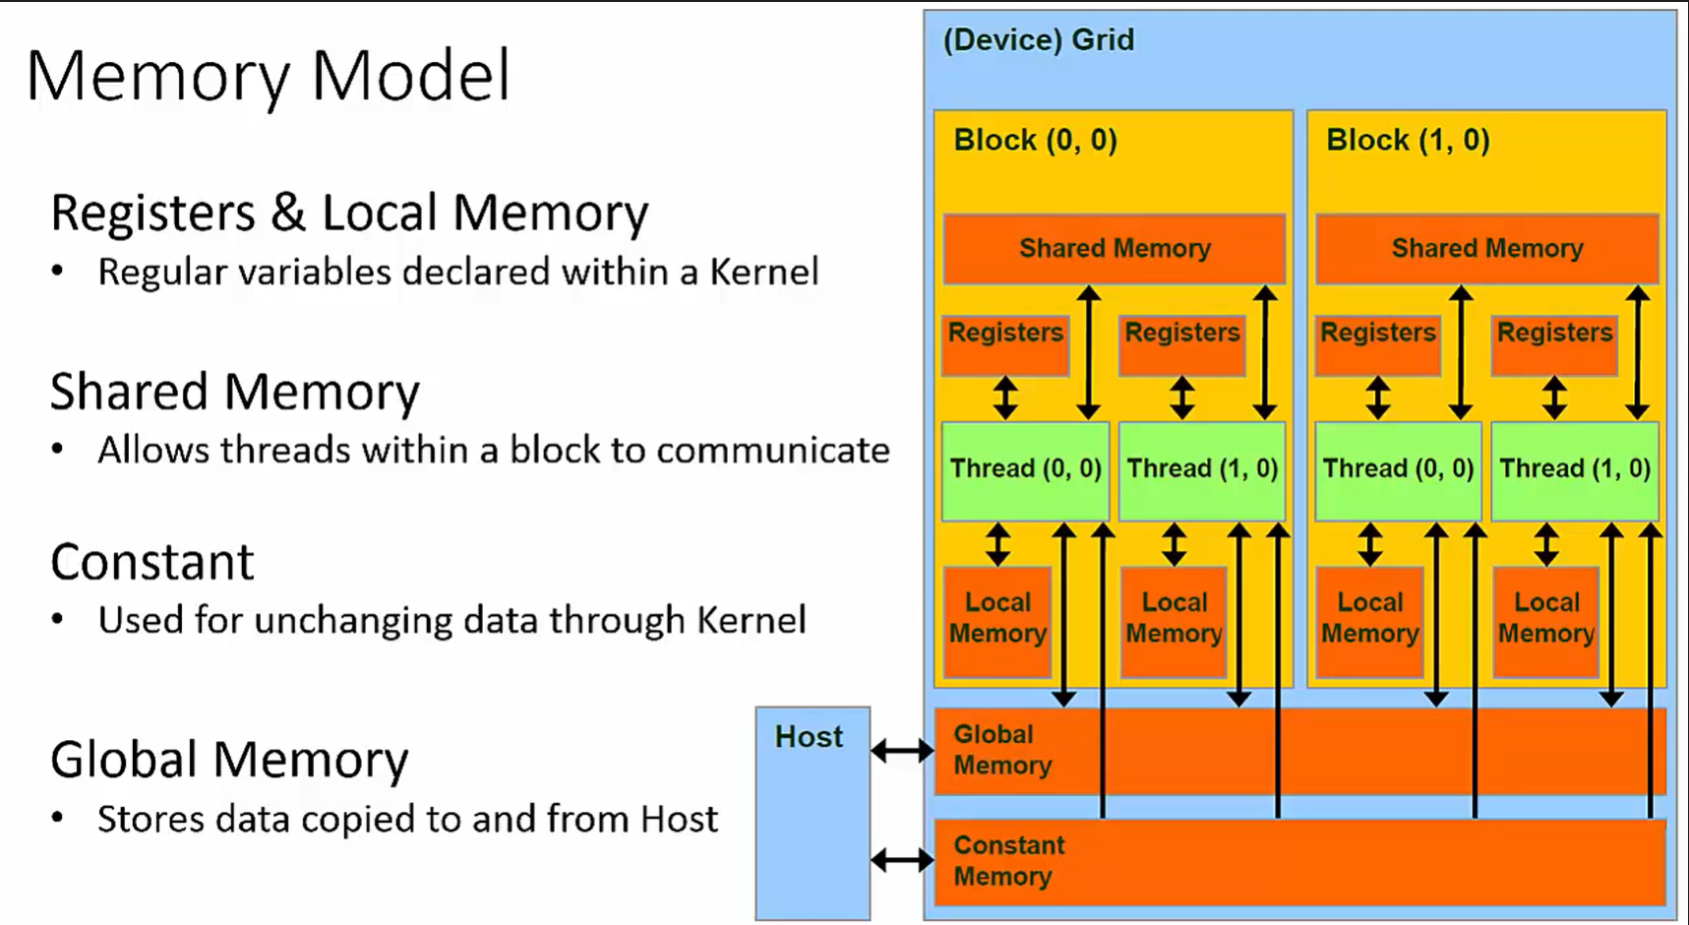 Memory Model
Registers & Local Memory
• Regular variables declared within a Kernel
Shared Memory
• Allows threads within a block to communicate
Constant
• Used for unchanging data through Kernel
Global Memory
• Stores data copied to and from Host
(Device) Grid
Block (0, 0)
Shared Memory
Registers
Registers
Thread (0, 0)
Thread (1, 0)
Local
Memory
Local
Memory
Block (1, 0)
Shared Memory
Registers
Registers
Thread (0, 0)
Thread (1, 0)
Local
Memory
Local
Memory
Host
Global
Memory
Constant
Memory